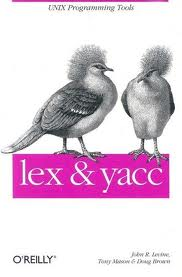 UNIX Programming Tools
lex & yacc
O'REILLY
John R. Levine,
Tony Mason & Doug Brown